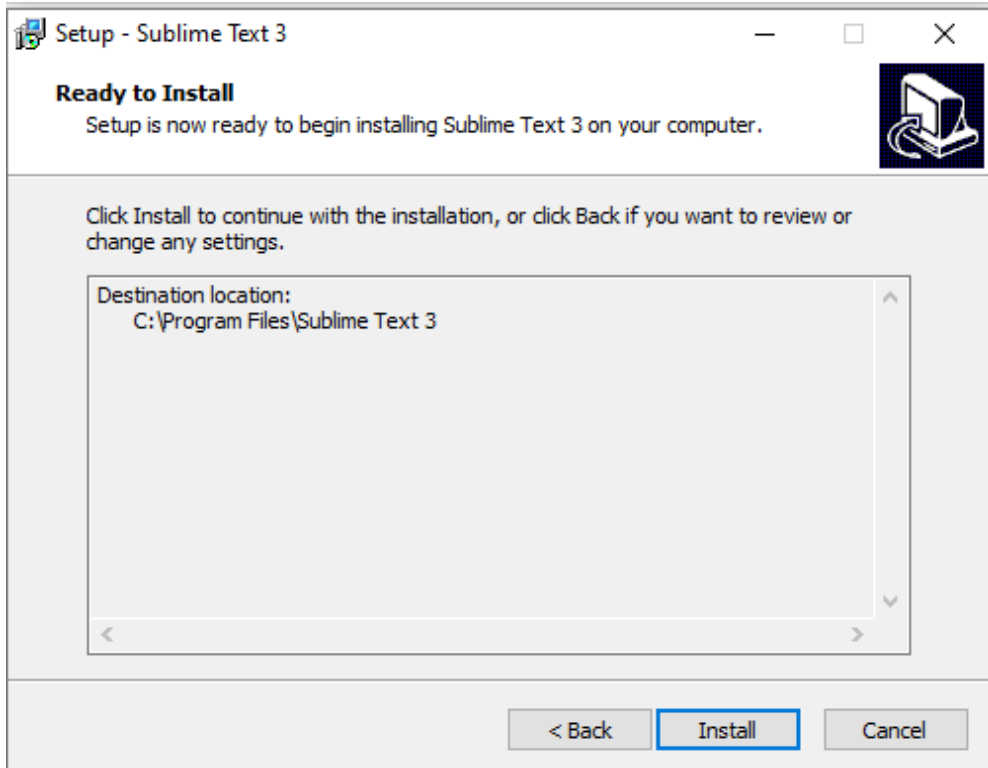 Setup - Sublime Text 3
Ready to Install
Setup is now ready to begin installing Sublime Text 3 on your computer.
Click Install to continue with the installation, or click Back if you want to review or
change any settings.
Destination location:
C:\Program Files\Sublime Text 3
< Back
Install
Cancel